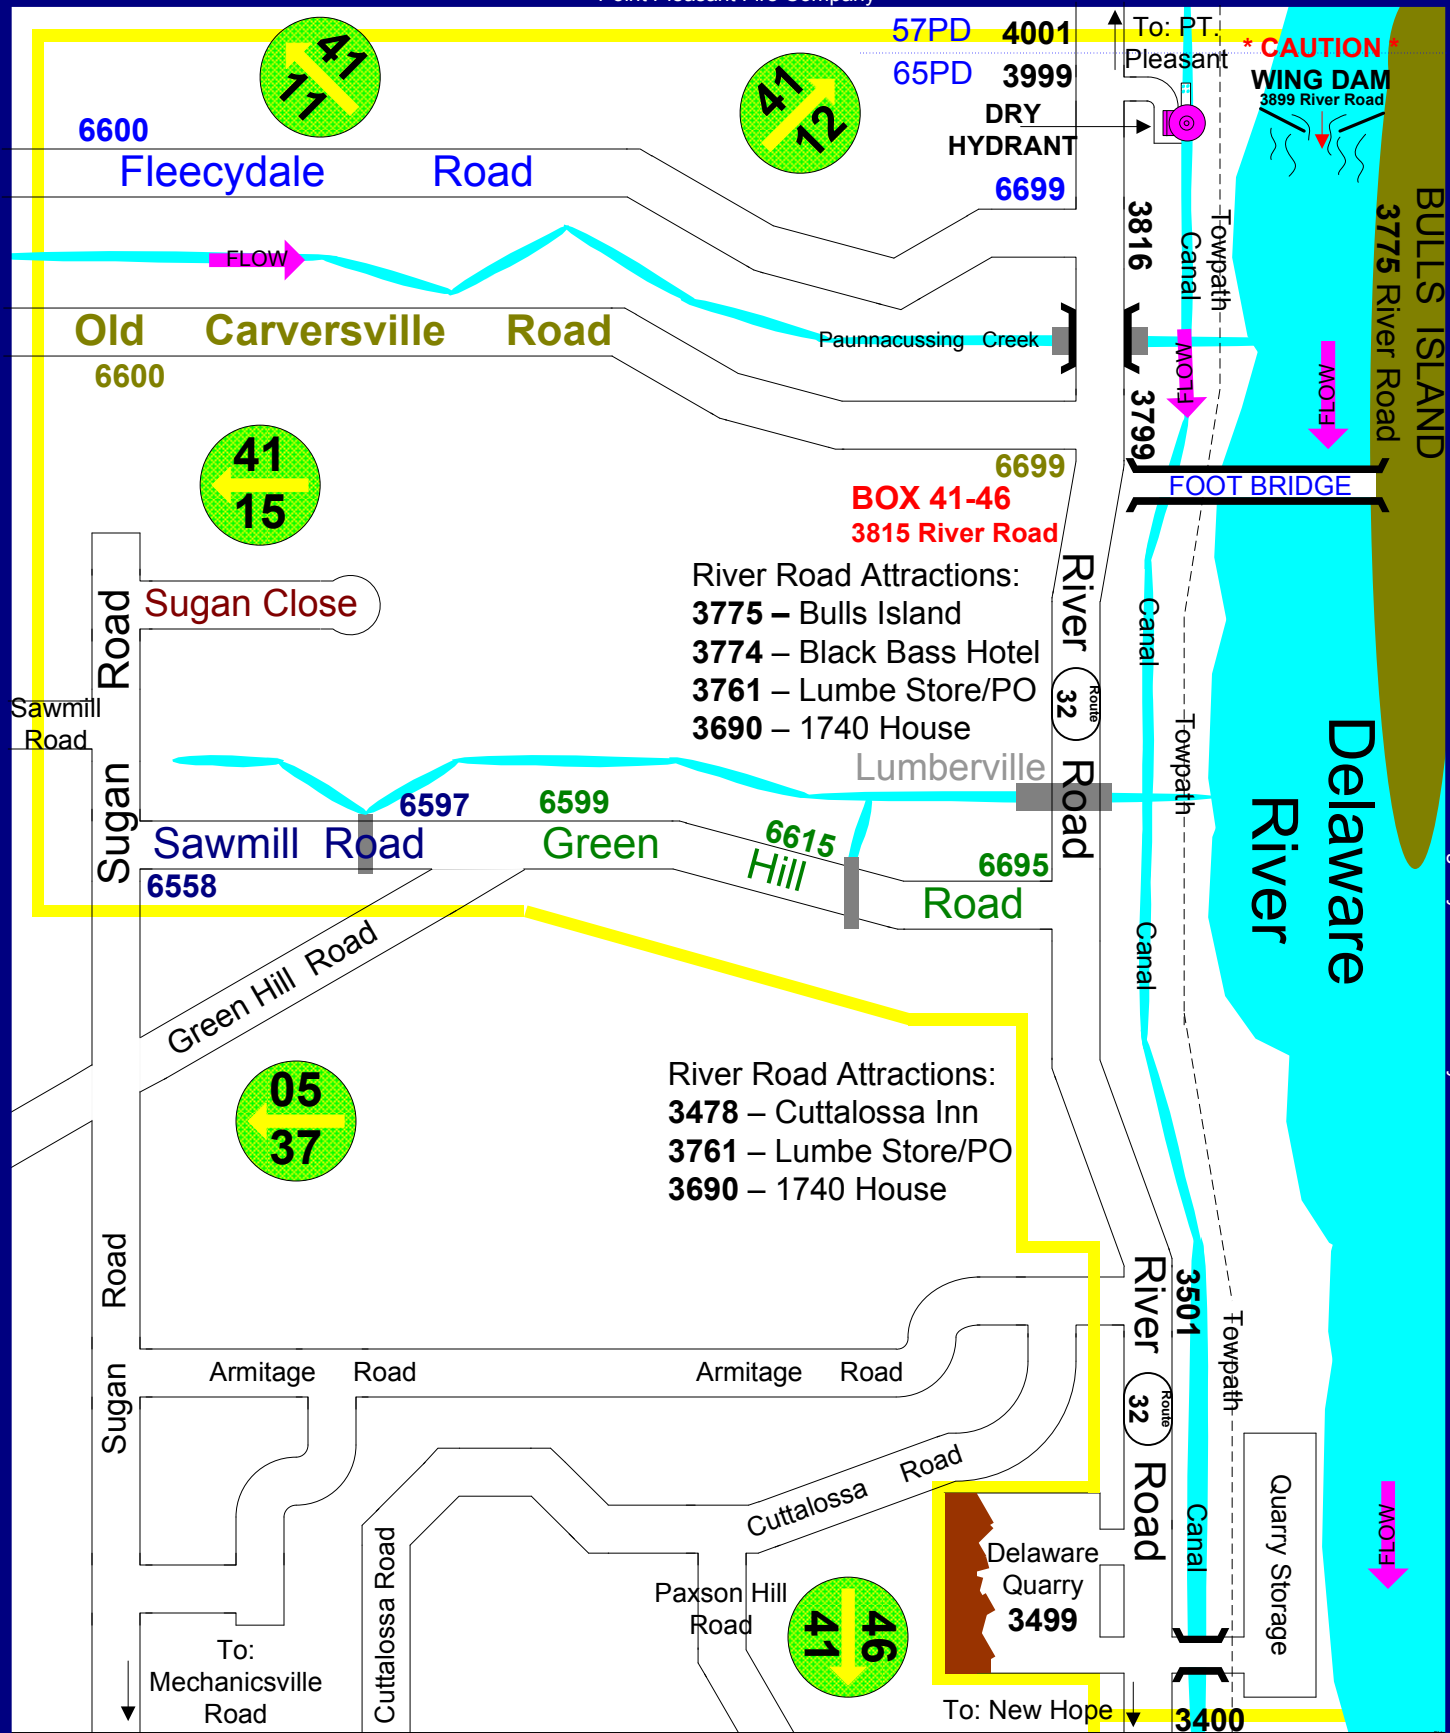 Point Pleasant Fire Company
57PD 4001
65PD 3999
To: PT.
Pleasant
* CAUTION *
WING DAM
3899 River Road
41
11
41
12
DRY
HYDRANT
6600
Fleecydale Road
6699
3816
Canal
Towpath
BULLS ISLAND
3775 River Road
FLOW
Old Carversville Road
6600
Paunnacussing Creek
FLOW
FLOW
3799
41
15
6699
FOOT BRIDGE
BOX 41-46
3815 River Road
River Road Attractions:
3775 – Bulls Island
3774 – Black Bass Hotel
3761 – Lumbe Store/PO
3690 – 1740 House
River Road
Route
32
Canal
Towpath
Sugan Close
Sugan Road
Sawmill
Road
Lumberville
Delaware
River
6597
6599
6615
6695
Sawmill Road
Green Hill Road
6558
Green Hill Road
Canal
05
37
River Road Attractions:
3478 – Cuttalossa Inn
3761 – Lumbe Store/PO
3690 – 1740 House
Sugan Road
River Road
Route
32
3501
Towpath
Armitage Road
Armitage Road
Cuttalossa Road
Cuttalossa Road
Canal
Quarry Storage
FLOW
Delaware
Quarry
3499
Paxson Hill
Road
46
41
To:
Mechanicsville
Road
To: New Hope
3400